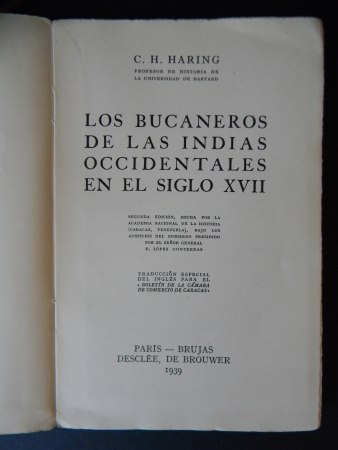 C. H. HARING
PROFESOR DE HISTORIA DE
LA UNIVERSIDAD DE HARVARD
LOS BUCANEROS
DE LAS INDIAS
OCCIDENTALES
EN EL SIGLO XVII
SEGUNDA EDICIÓN, HECHA POR LA
ACADEMIA NACIONAL DE LA HISTORIA
(CARACAS, VENEZUELA), BAJO LOS
AUSPICIOS DEL GOBIERNO PRESIDIDO
POR EL SEÑOR GENERAL
E. LÓPEZ CONTRERAS
TRADUCCIÓN ESPECIAL
DEL INGLÉS PARA EL
« BOLETÍN DE LA CÁMARA
DE COMERCIO DE CARACAS»
PARÍS — BRUJAS
DESCLÉE, DE BROUWER
1939